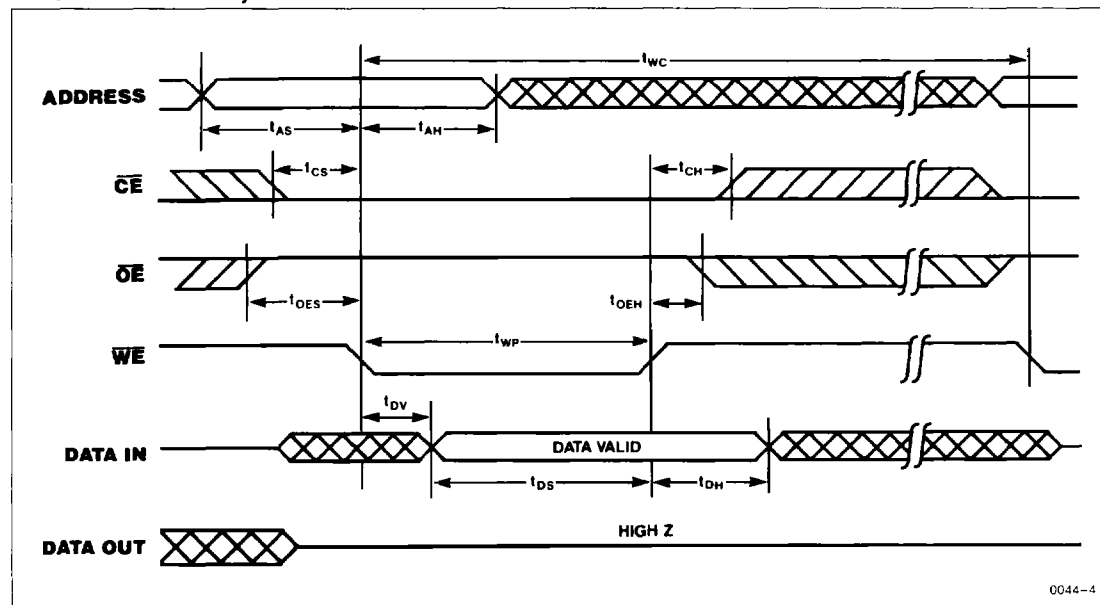 tWC
ADDRESS
tAS
tAH
tCS
tCH
CE
OE
tOES
tOEH
tWP
WE
tDV
DATA IN
DATA VALID
tDS
tDH
HIGH Z
DATA OUT
0044-4